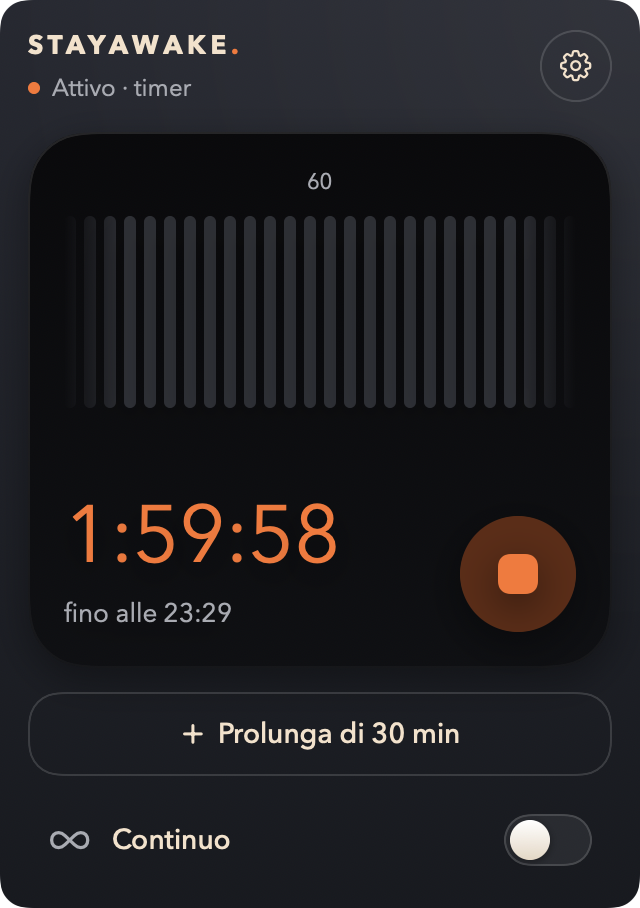 STAYAWAKE.
Attivo · timer
60
1:59:58
fino alle 23:29
+ Prolunga di 30 min
Continuo